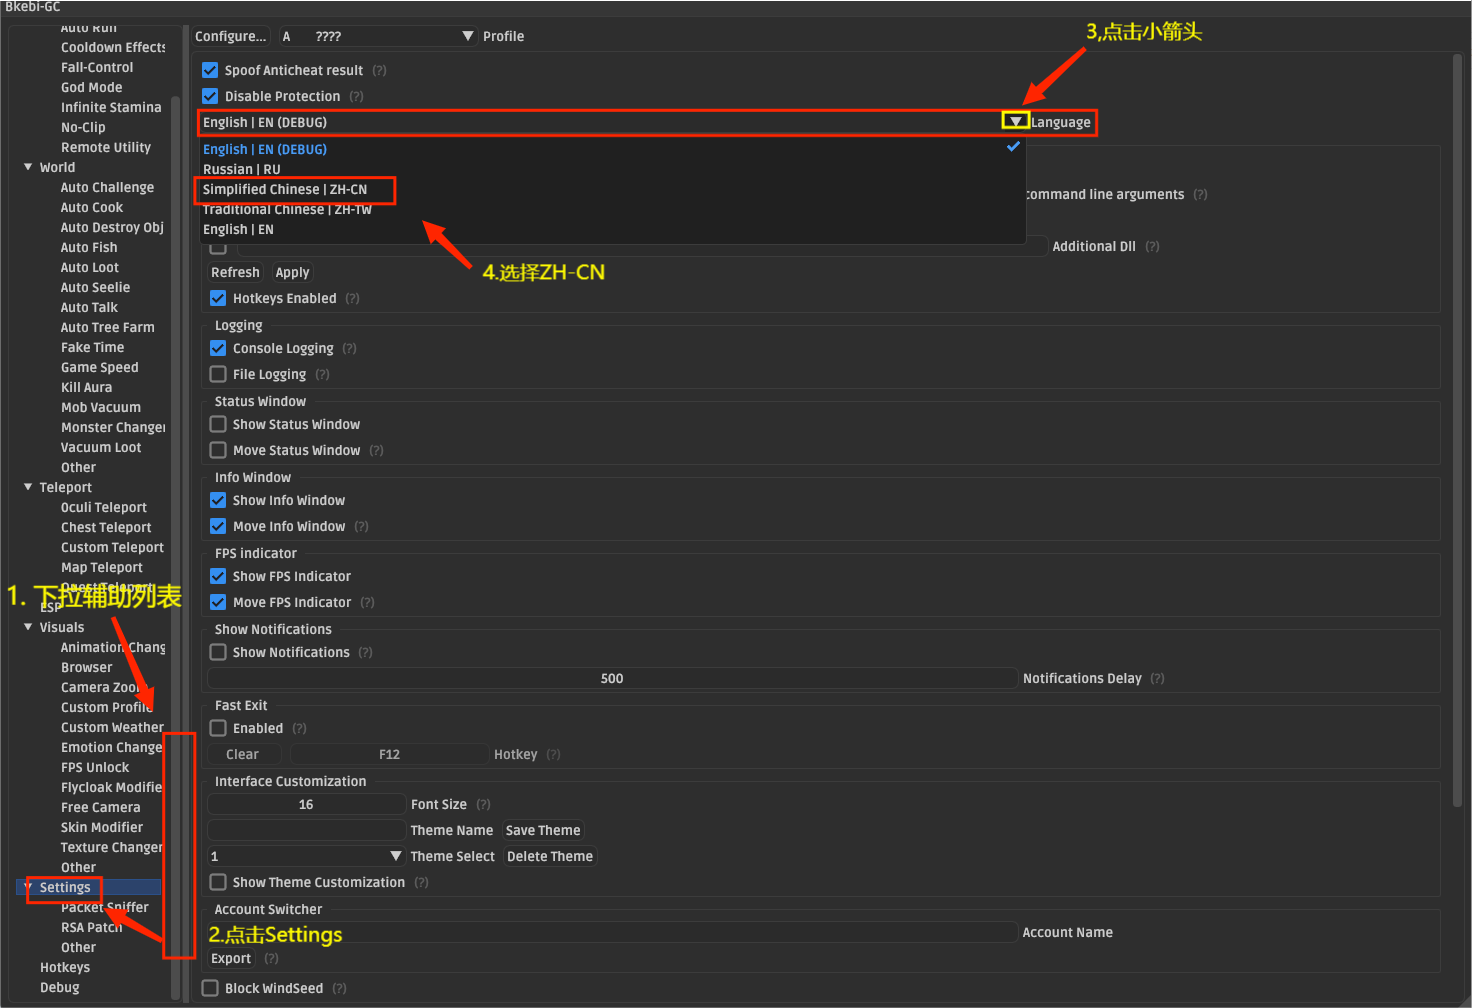 Bkebi-GC
Auto Run
Cooldown Effects
Fall-Control
God Mode
Infinite Stamina
No-Clip
Remote Utility
World
Auto Challenge
Auto Cook
Auto Destroy Obj
Auto Fish
Auto Loot
Auto Seelie
Auto Talk
Auto Tree Farm
Fake Time
Game Speed
Kill Aura
Mob Vacuum
Monster Changer
Vacuum Loot
Other
Teleport
Oculi Teleport
Chest Teleport
Custom Teleport
Map Teleport
Quest Teleport
1. 下拉辅助列表
ESP
Visuals
Animation Chang
Browser
Camera Zoom
Custom Profile
Custom Weather
Emotion Change
FPS Unlock
Flycloak Modifie
Free Camera
Skin Modifier
Texture Changer
Other
Settings
Packet Sniffer
RSA Patch
Other
Hotkeys
Debug
Configure... A ???? Profile
3,点击小箭头
Spoof Anticheat result (?)
Disable Protection (?)
English | EN (DEBUG) Language
English | EN (DEBUG)
Russian | RU
Simplified Chinese | ZH-CN
Traditional Chinese | ZH-TW
English | EN
ommand line arguments (?)
4.选择ZH-CN
Additional Dll (?)
Refresh Apply
Hotkeys Enabled (?)
Logging
Console Logging (?)
File Logging (?)
Status Window
Show Status Window
Move Status Window (?)
Info Window
Show Info Window
Move Info Window (?)
FPS indicator
Show FPS Indicator
Move FPS Indicator (?)
Show Notifications
Show Notifications (?)
500 Notifications Delay (?)
Fast Exit
Enabled (?)
Clear F12 Hotkey (?)
Interface Customization
16 Font Size (?)
Theme Name Save Theme
1 Theme Select Delete Theme
Show Theme Customization (?)
Account Switcher
2.点击Settings
Account Name
Export (?)
Block WindSeed (?)